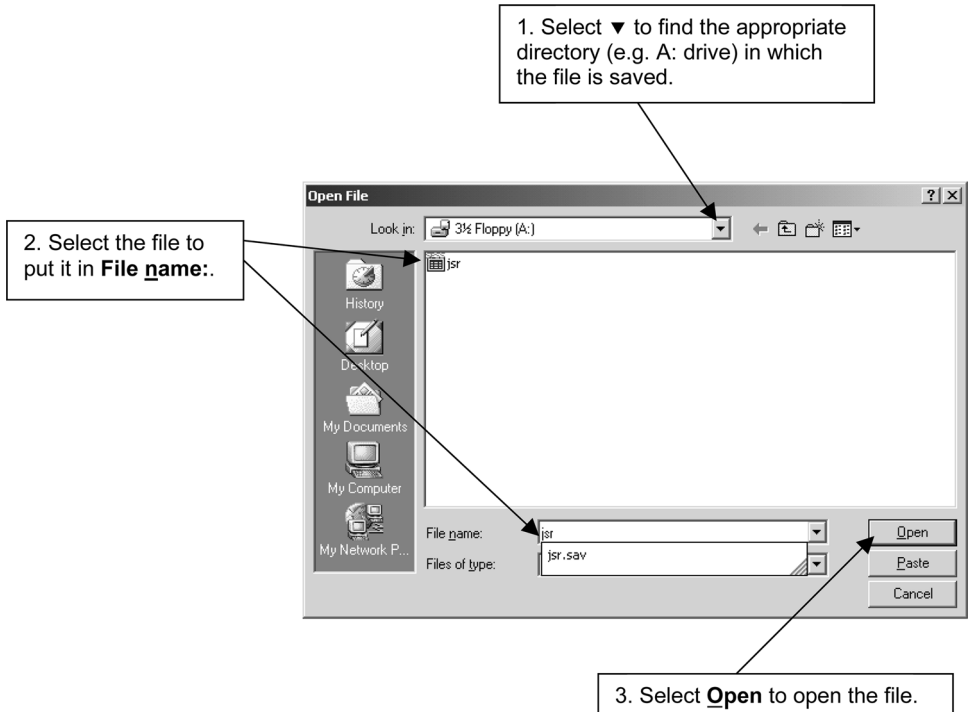 1. Select ▼ to find the appropriate
directory (e.g. A: drive) in which
the file is saved.
Open File
Look in:
3½ Floppy (A:)
2. Select the file to
put it in File name:.
jsr
History
Desktop
My Documents
My Computer
My Network P...
File name:
jsr
Open
jsr.sav
Files of type:
Paste
Cancel
3. Select Open to open the file.